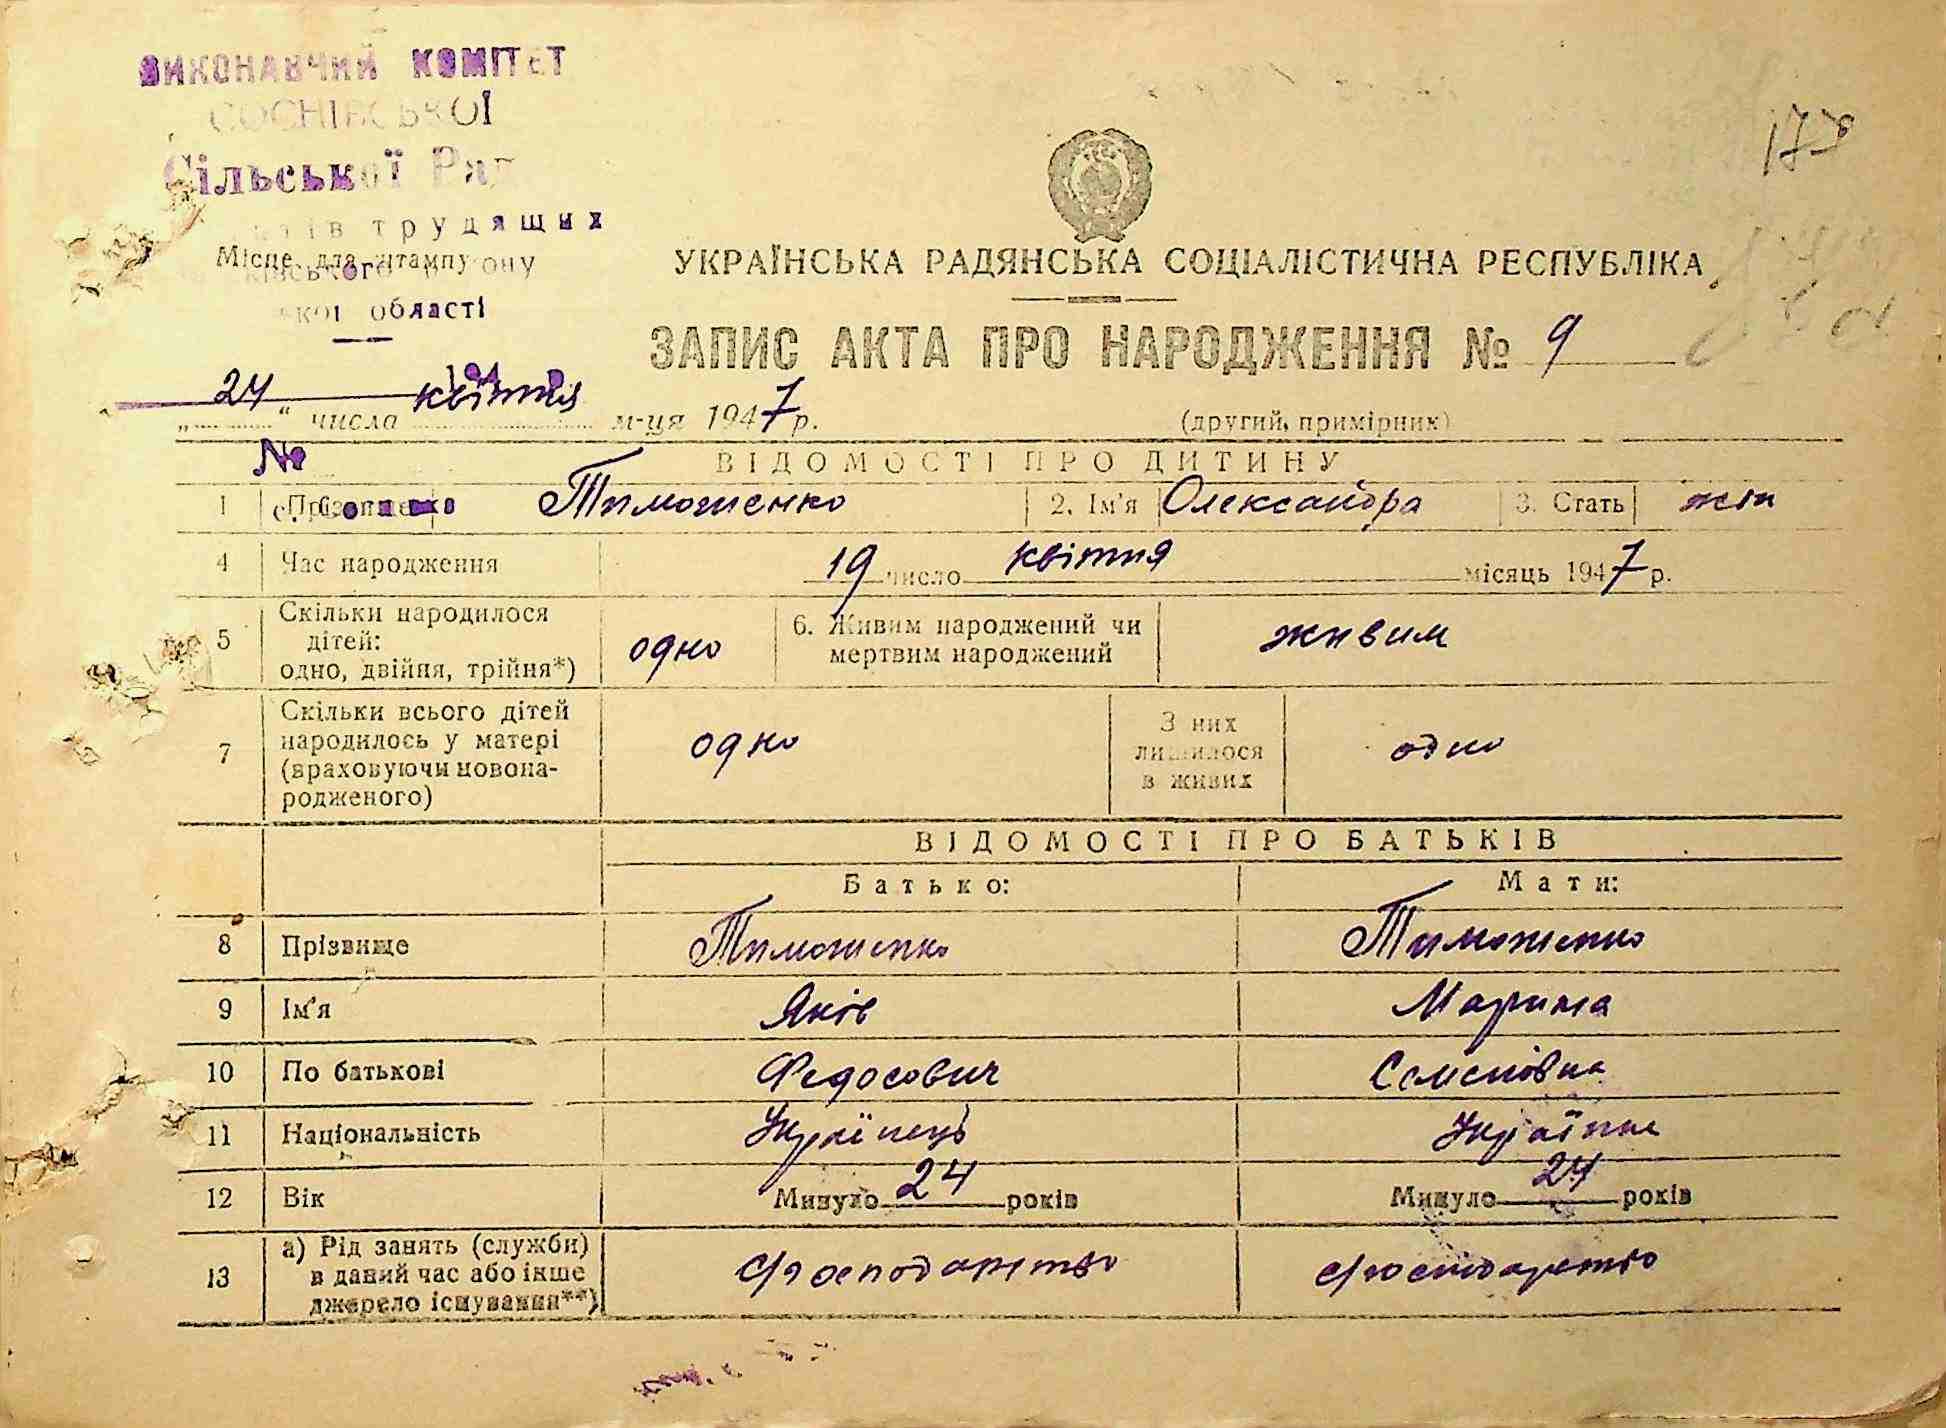 ВИКОНАВЧИЙ КОМІТЕТ
СОСНІВСЬКОЇ
Сільської Рад
трудящих
Місце для штампу
ської області
179
УКРАЇНСЬКА РАДЯНСЬКА СОЦІАЛІСТИЧНА РЕСПУБЛІКА
ЗАПИС АКТА ПРО НАРОДЖЕННЯ № 9
24 " числа квітня м-ця 1947 р. (другий, примірник)
№
ВІДОМОСТІ ПРО ДИТИНУ
1 Прізвище Тимошенко 2. Ім'я Олександра 3. Стать жін
4 Час народження 19 число квітня місяць 1947 р.
5 Скільки народилося дітей: одно, двійня, трійня*) одно 6. Живим народжений чи мертвим народжений живим
7 Скільки всього дітей народилось у матері (враховуючи новонародженого) одно З них лишилося в живих одно
ВІДОМОСТІ ПРО БАТЬКІВ
Батько: Мати:
8 Прізвище Тимошенко Тимошенко
9 Ім'я Яків Марина
10 По батькові Федосович Семенівна
11 Національність Українець Українка
12 Вік Минуло 24 років Минуло 24 років
13 а) Рід занять (служби) в даний час або інше джерело існування**) с/господарство с/господарство